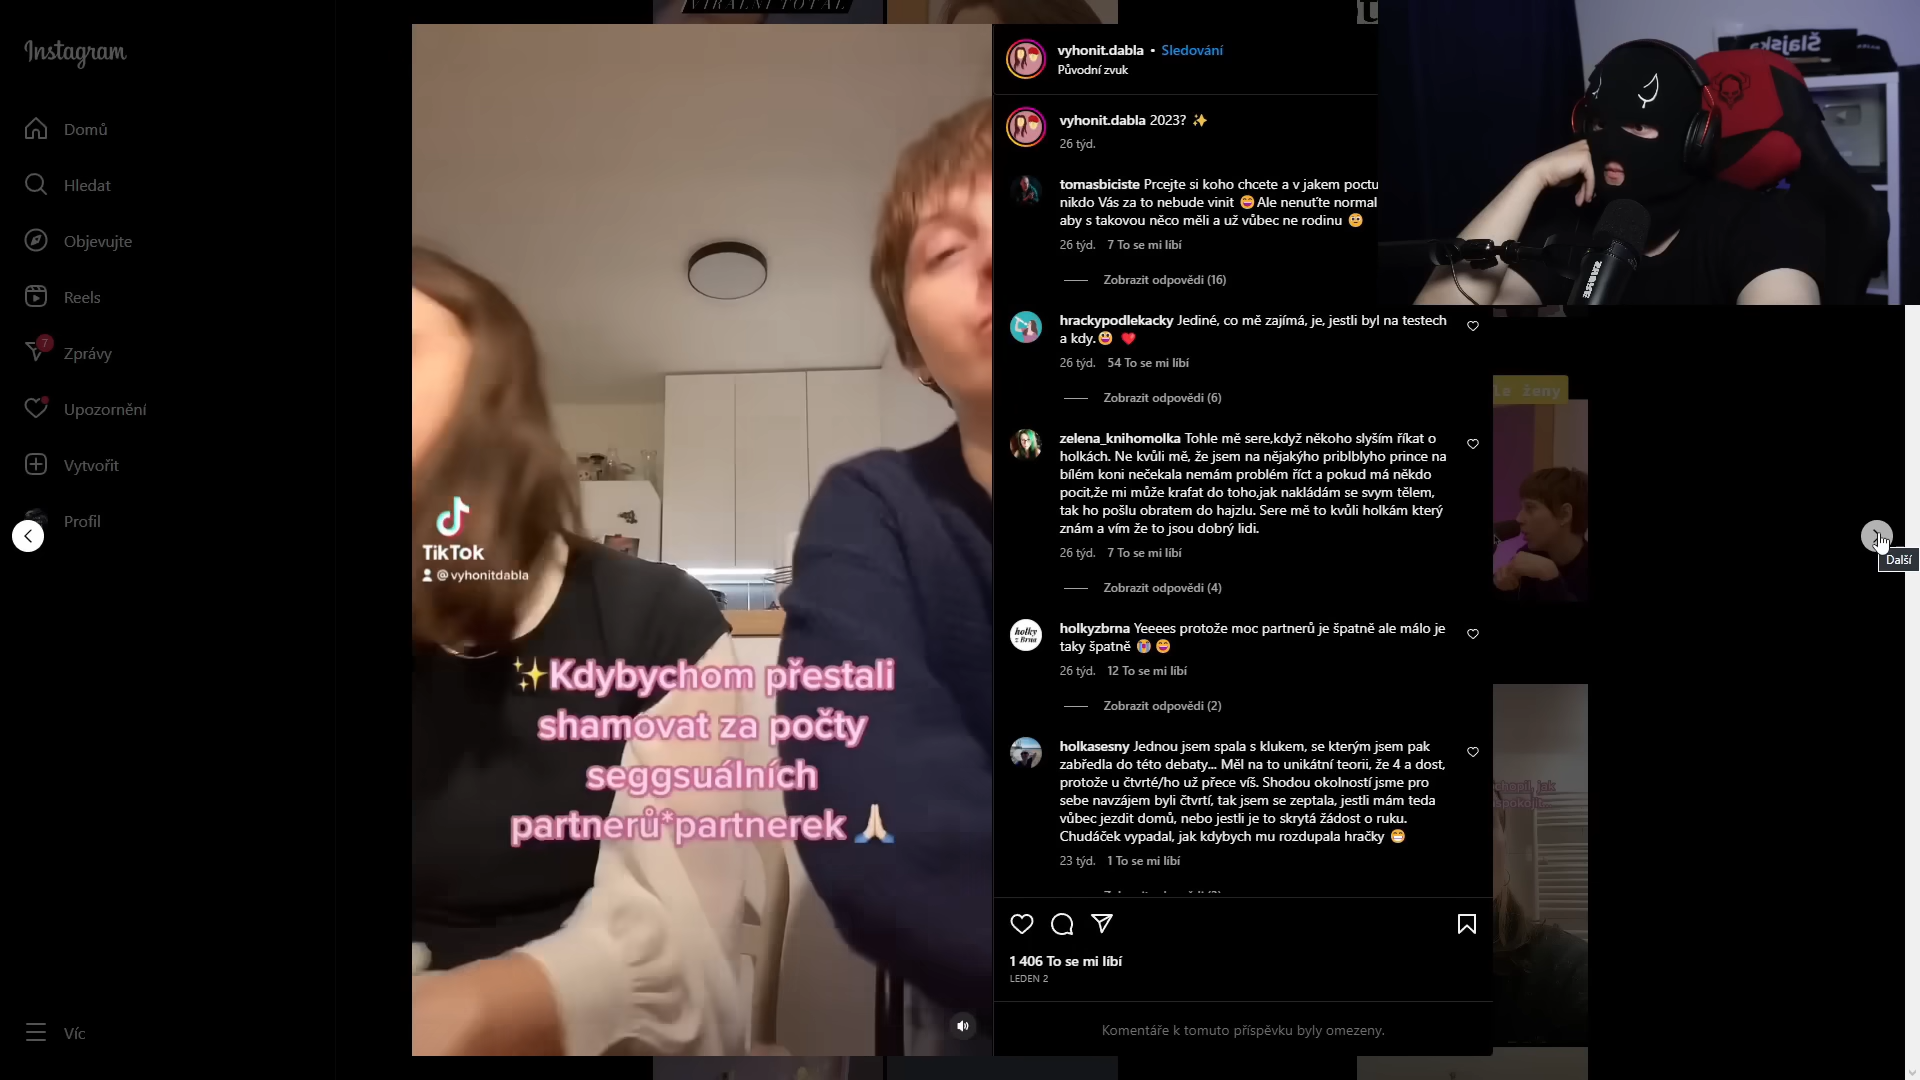 VIRÁLNÍ TOTAL
Instagram
Domů
Hledat
Objevujte
Reels
7
Zprávy
Upozornění
Vytvořit
Profil
Víc
TikTok
@vyhonitdabla
✨Kdybychom přestali
shamovat za počty
seggsuálních
partnerů*partnerek 🙏🏻
vyhonit.dabla • Sledování
Původní zvuk
vyhonit.dabla 2023? ✨
26 týd.
tomasbiciste Prcejte si koho chcete a v jakem poctu
nikdo Vás za to nebude vinit 😄Ale nenuťte normal
aby s takovou něco měli a už vůbec ne rodinu 🫡
26 týd. 7 To se mi líbí
Zobrazit odpovědi (16)
hrackypodlekacky Jediné, co mě zajímá, je, jestli byl na testech
a kdy.😃 ❤️
26 týd. 54 To se mi líbí
Zobrazit odpovědi (6)
zelena_knihomolka Tohle mě sere,když někoho slyším říkat o
holkách. Ne kvůli mě, že jsem na nějakýho priblblyho prince na
bílém koni nečekala nemám problém říct a pokud má někdo
pocit,že mi může krafat do toho,jak nakládám se svym tělem,
tak ho pošlu obratem do hajzlu. Sere mě to kvůli holkám který
znám a vím že to jsou dobrý lidi.
26 týd. 7 To se mi líbí
Zobrazit odpovědi (4)
holky
z Brna
holkyzbrna Yeeees protože moc partnerů je špatně ale málo je
taky špatně 😭😄
26 týd. 12 To se mi líbí
Zobrazit odpovědi (2)
holkasesny Jednou jsem spala s klukem, se kterým jsem pak
zabředla do této debaty... Měl na to unikátní teorii, že 4 a dost,
protože u čtvrté/ho už přece víš. Shodou okolností jsme pro
sebe navzájem byli čtvrtí, tak jsem se zeptala, jestli mám teda
vůbec jezdit domů, nebo jestli je to skrytá žádost o ruku.
Chudáček vypadal, jak kdybych mu rozdupala hračky 😁
23 týd. 1 To se mi líbí
1 406 To se mi líbí
LEDEN 2
Komentáře k tomuto příspěvku byly omezeny.
Šlajska
le ženy
Další